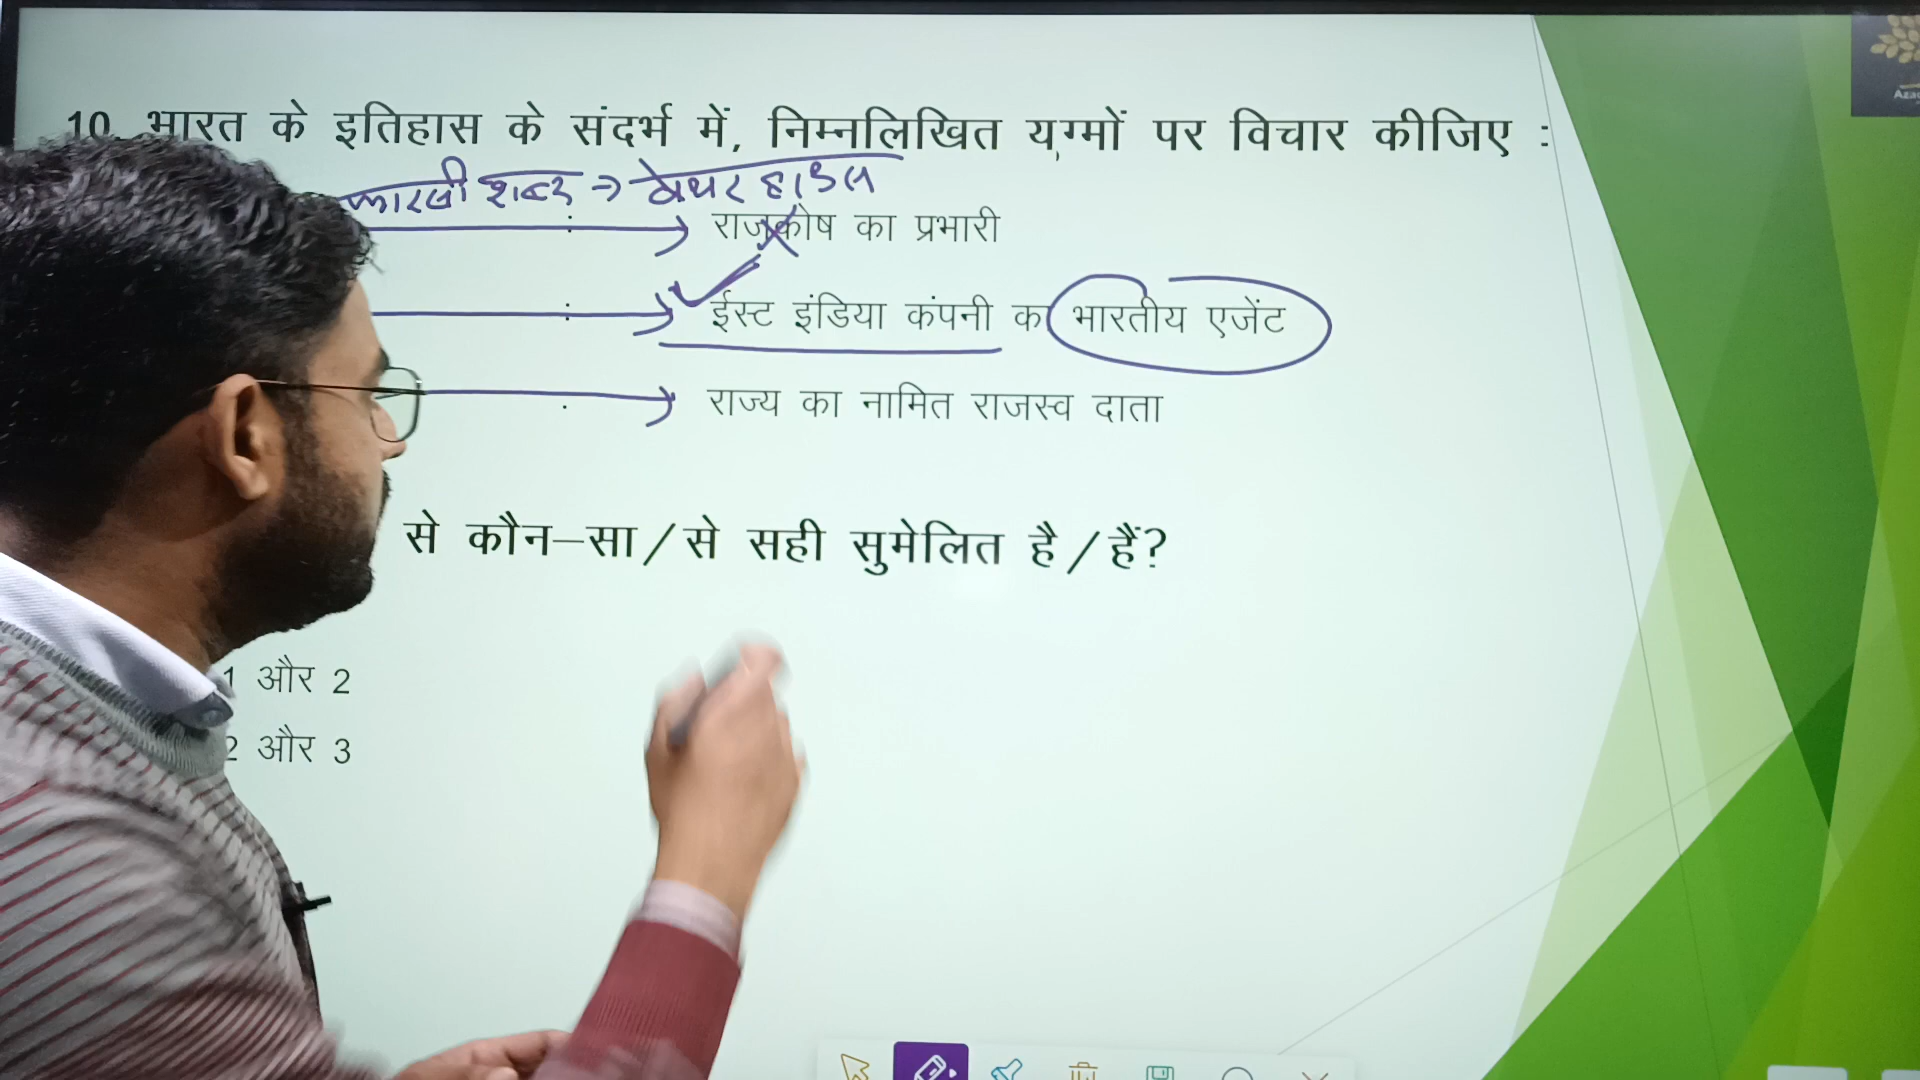 10. भारत के इतिहास के संदर्भ में, निम्नलिखित युग्मों पर विचार कीजिए :
फारसी शब्द → वेयर हाउस
: राजकोष का प्रभारी
: ईस्ट इंडिया कंपनी का भारतीय एजेंट
: राज्य का नामित राजस्व दाता
से कौन–सा/से सही सुमेलित है/हैं?
1 और 2
2 और 3